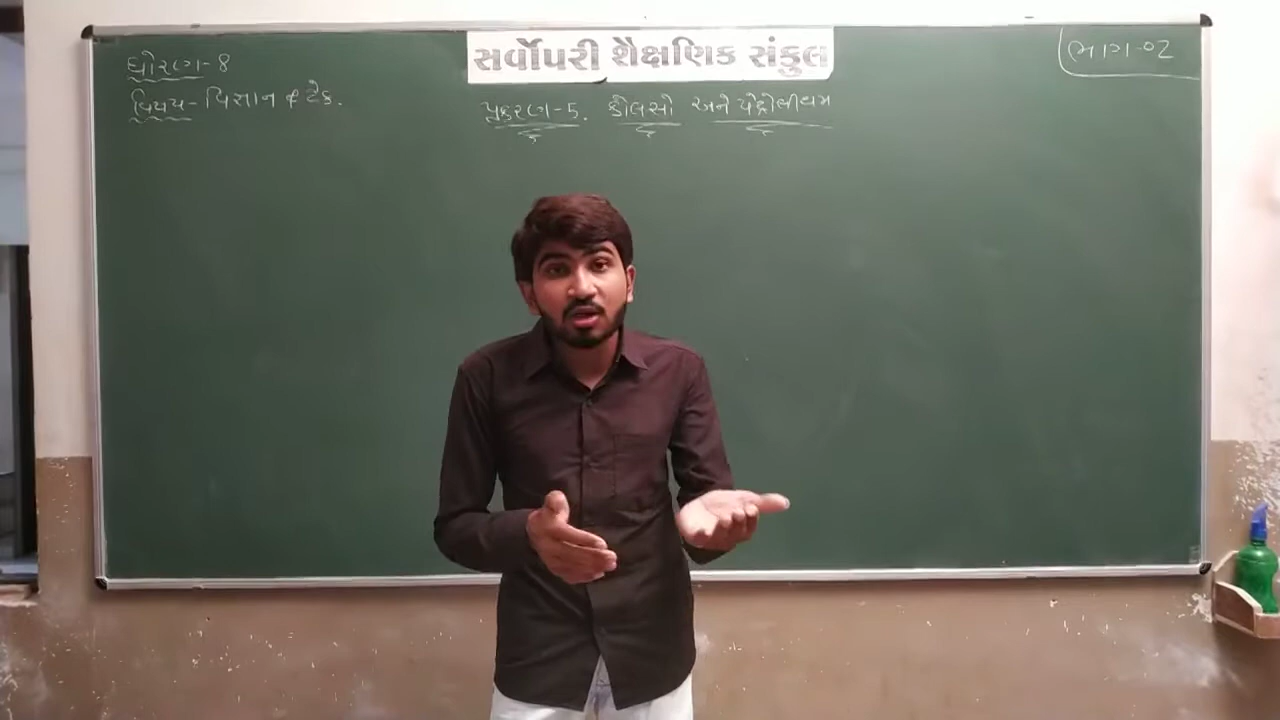 સર્વોપરી શૈક્ષણિક સંકુલ
ધોરણ-8
ભાગ-02
વિષય- વિજ્ઞાન & ટેક.
પ્રકરણ-5. કોલસો અને પેટ્રોલીયમ